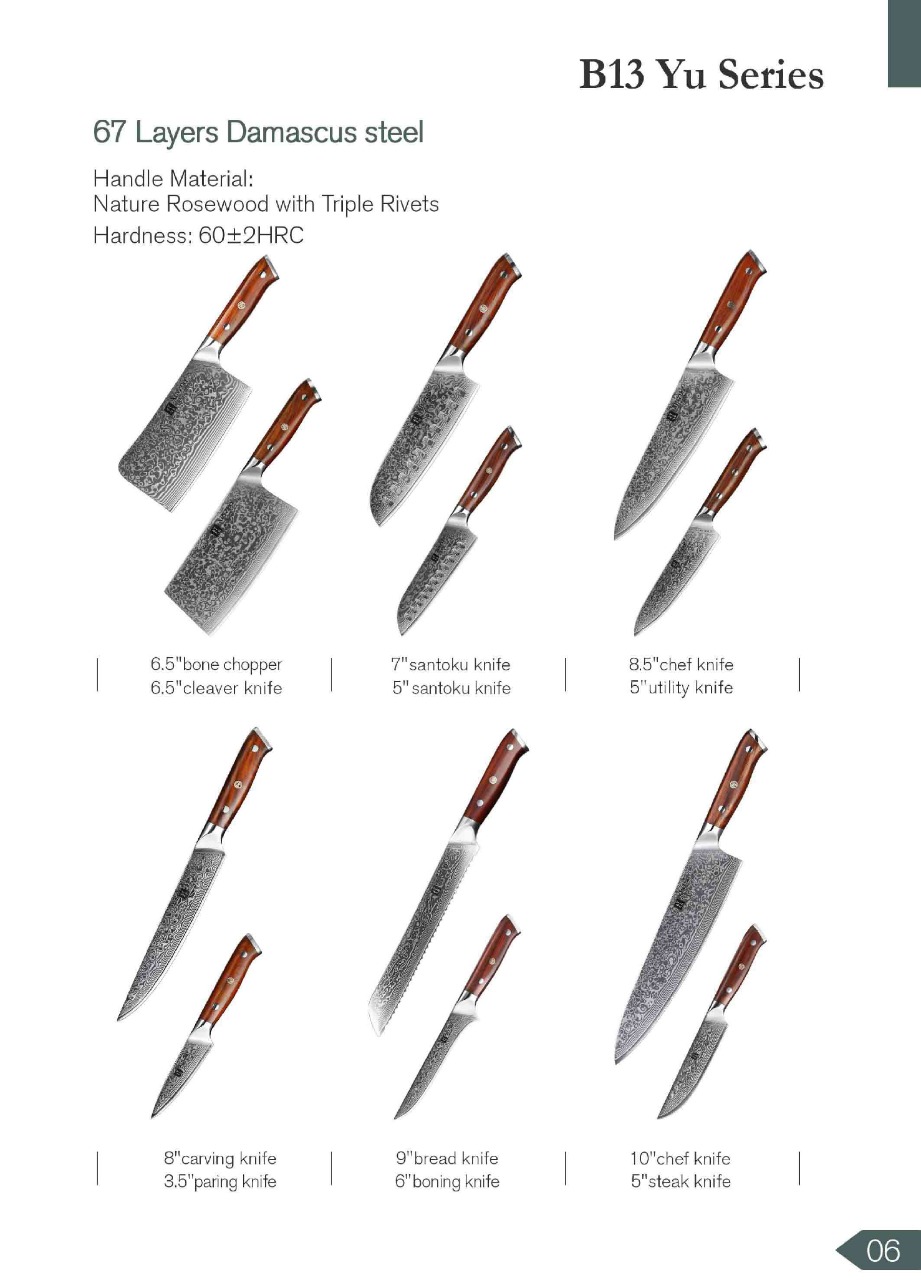 B13 Yu Series
67 Layers Damascus steel
Handle Material:
Nature Rosewood with Triple Rivets
Hardness: 60±2HRC
6.5"bone chopper
6.5"cleaver knife
7"santoku knife
5"santoku knife
8.5"chef knife
5"utility knife
8"carving knife
3.5"paring knife
9"bread knife
6"boning knife
10"chef knife
5"steak knife
06